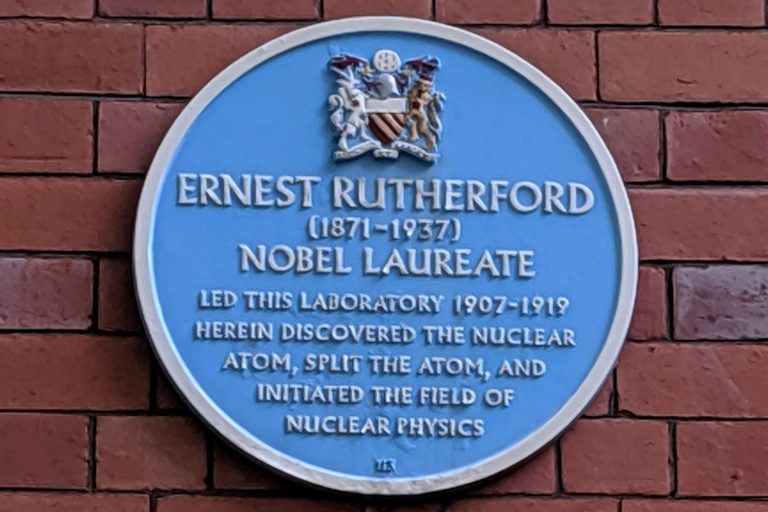 ERNEST RUTHERFORD
(1871-1937)
NOBEL LAUREATE
LED THIS LABORATORY 1907-1919
HEREIN DISCOVERED THE NUCLEAR
ATOM, SPLIT THE ATOM, AND
INITIATED THE FIELD OF
NUCLEAR PHYSICS